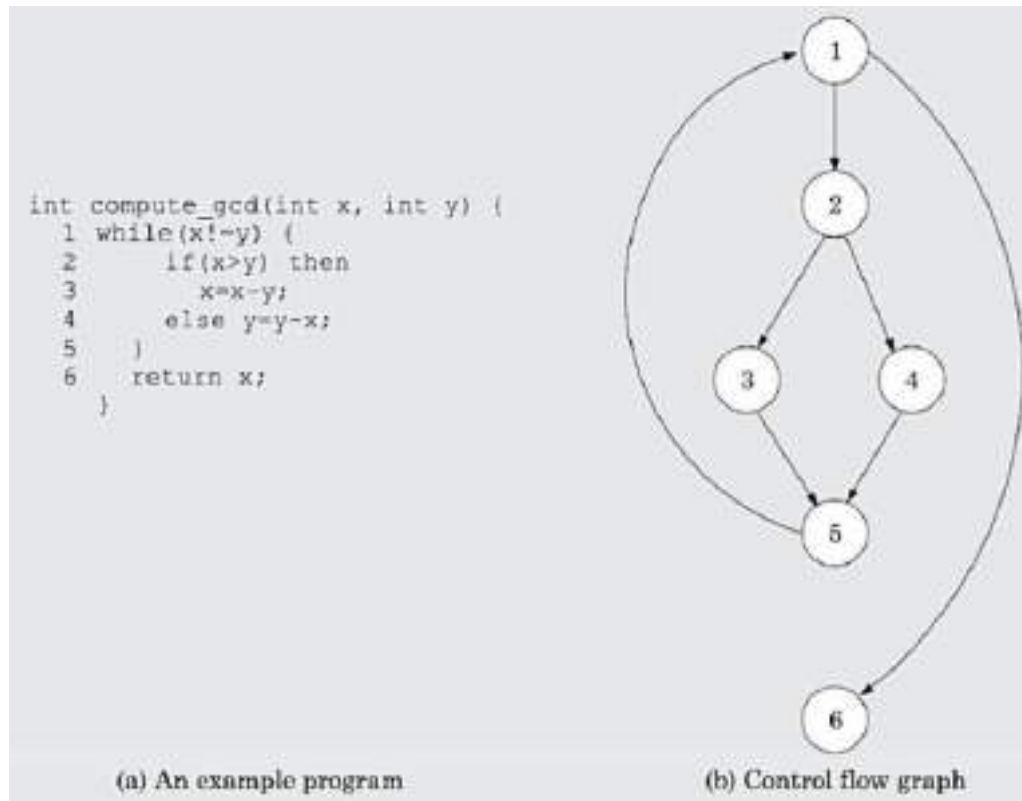 int compute_gcd(int x, int y) {
1 while(x!=y) {
2 if(x>y) then
3 x=x-y;
4 else y=y-x;
5 }
6 return x;
}
1
2
3
4
5
6
(a) An example program
(b) Control flow graph